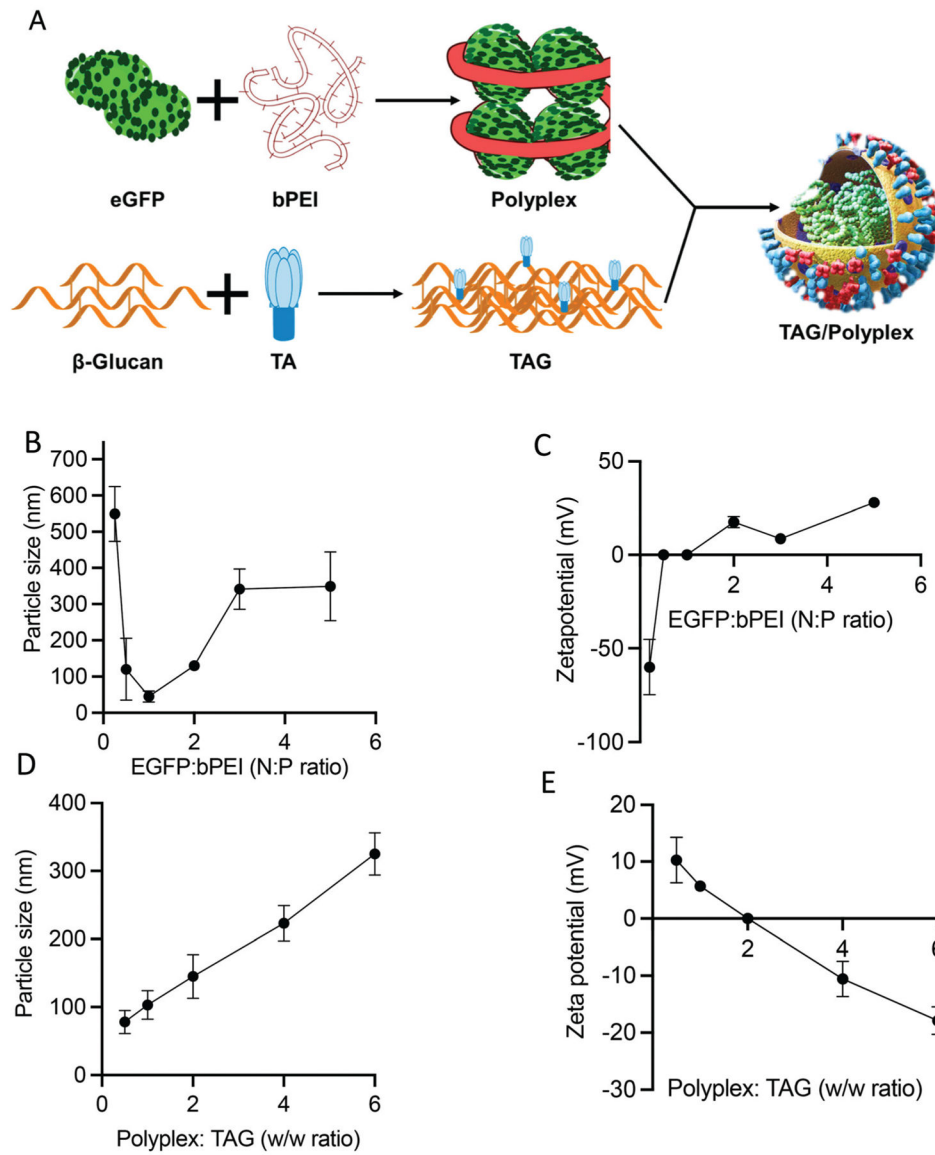 A
eGFP
bPEI
Polyplex
β-Glucan
TA
TAG
TAG/Polyplex
B
Particle size (nm)
700
600
500
400
300
200
100
0
0 2 4 6
EGFP:bPEI (N:P ratio)
C
Zetapotential (mV)
50
0
-50
-100
2 4 6
EGFP:bPEI (N:P ratio)
D
Particle size (nm)
400
300
200
100
0
0 2 4 6
Polyplex: TAG (w/w ratio)
E
Zeta potential (mV)
20
10
0
-10
-20
-30
2 4 6
Polyplex: TAG (w/w ratio)